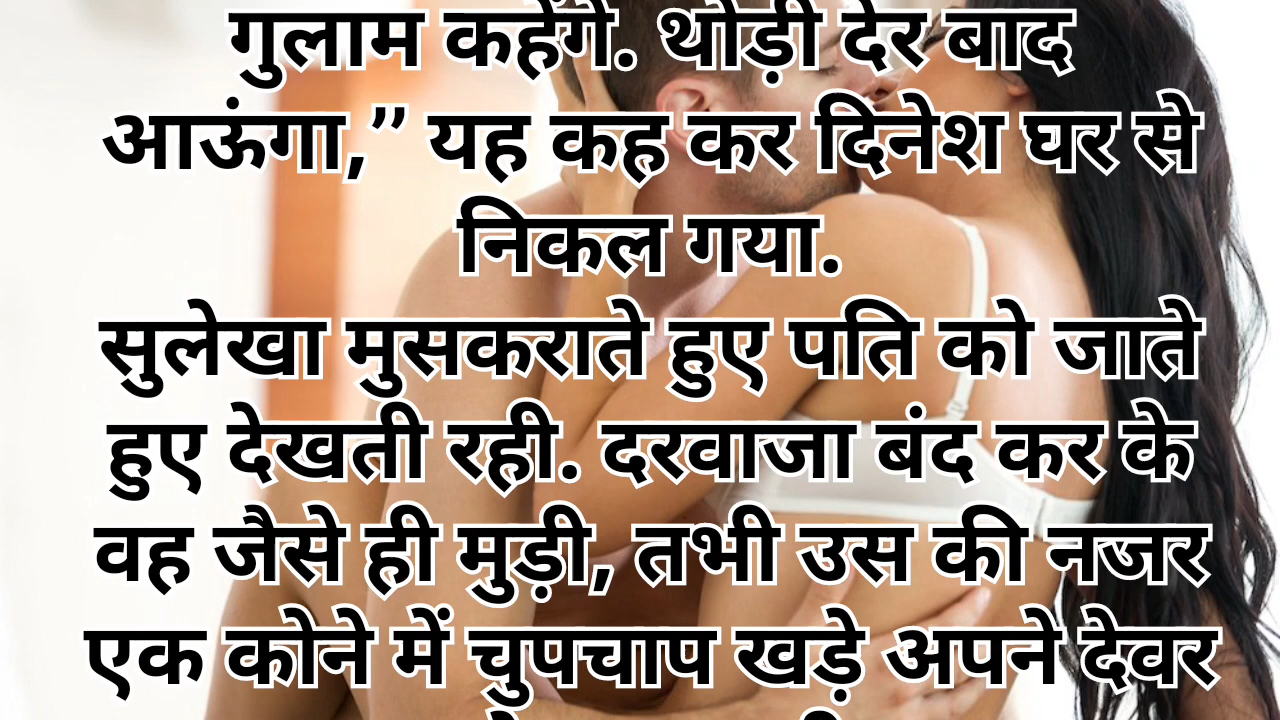 गुलाम कहेंगे. थोड़ी देर बाद
आऊंगा,” यह कह कर दिनेश घर से
निकल गया.
सुलेखा मुसकराते हुए पति को जाते
हुए देखती रही. दरवाजा बंद कर के
वह जैसे ही मुड़ी, तभी उस की नजर
एक कोने में चुपचाप खड़े अपने देवर